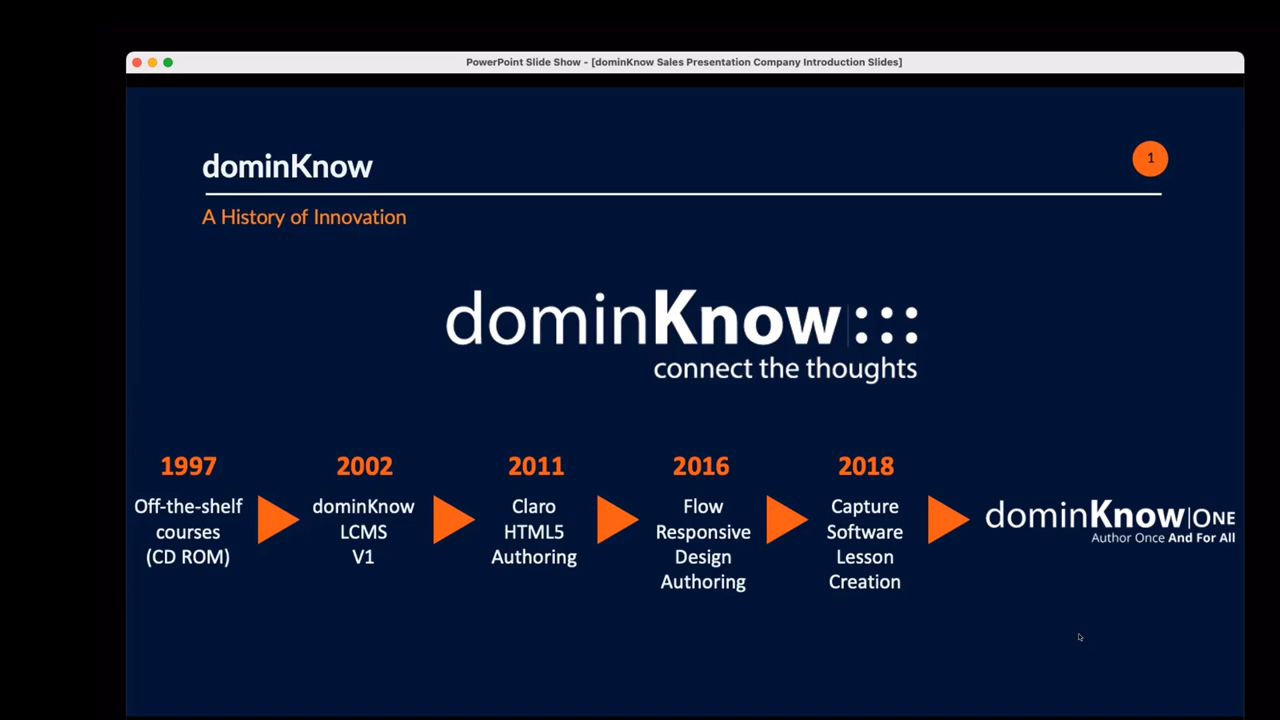 PowerPoint Slide Show - [dominKnow Sales Presentation Company Introduction Slides]
dominKnow
1
A History of Innovation
dominKnow
connect the thoughts
1997
Off-the-shelf
courses
(CD ROM)
2002
dominKnow
LCMS
V1
2011
Claro
HTML5
Authoring
2016
Flow
Responsive
Design
Authoring
2018
Capture
Software
Lesson
Creation
dominKnow|ONE
Author Once And For All